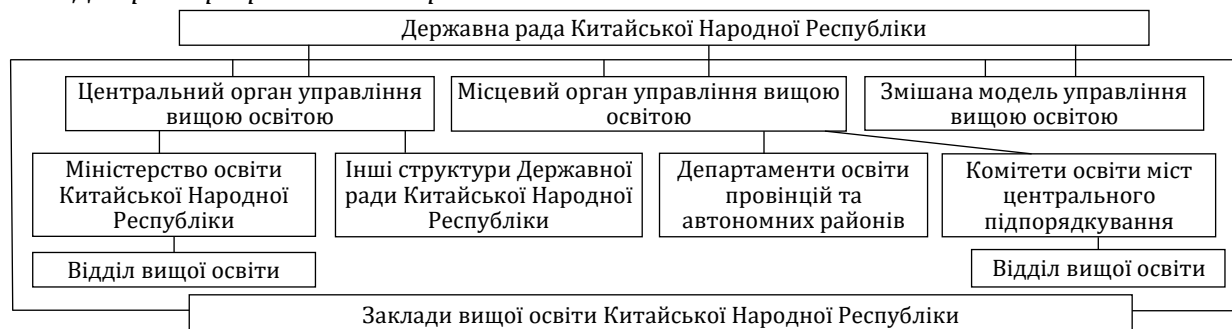 Державна рада Китайської Народної Республіки
Центральний орган управління
вищою освітою
Місцевий орган управління вищою
освітою
Змішана модель управління
вищою освітою
Міністерство освіти
Китайської Народної
Республіки
Інші структури Державної
ради Китайської Народної
Республіки
Департаменти освіти
провінцій та
автономних районів
Комітети освіти міст
центрального
підпорядкування
Відділ вищої освіти
Відділ вищої освіти
Заклади вищої освіти Китайської Народної Республіки